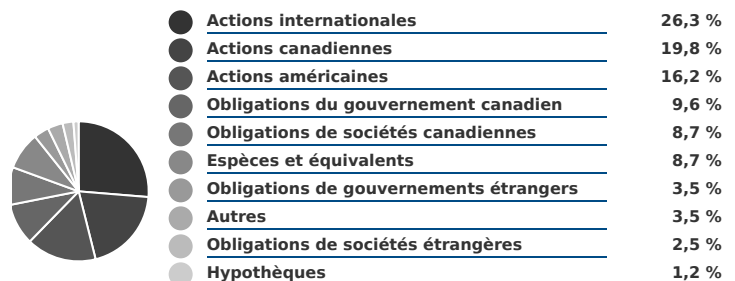 Actions internationales 26,3 %
Actions canadiennes 19,8 %
Actions américaines 16,2 %
Obligations du gouvernement canadien 9,6 %
Obligations de sociétés canadiennes 8,7 %
Espèces et équivalents 8,7 %
Obligations de gouvernements étrangers 3,5 %
Autres 3,5 %
Obligations de sociétés étrangères 2,5 %
Hypothèques 1,2 %